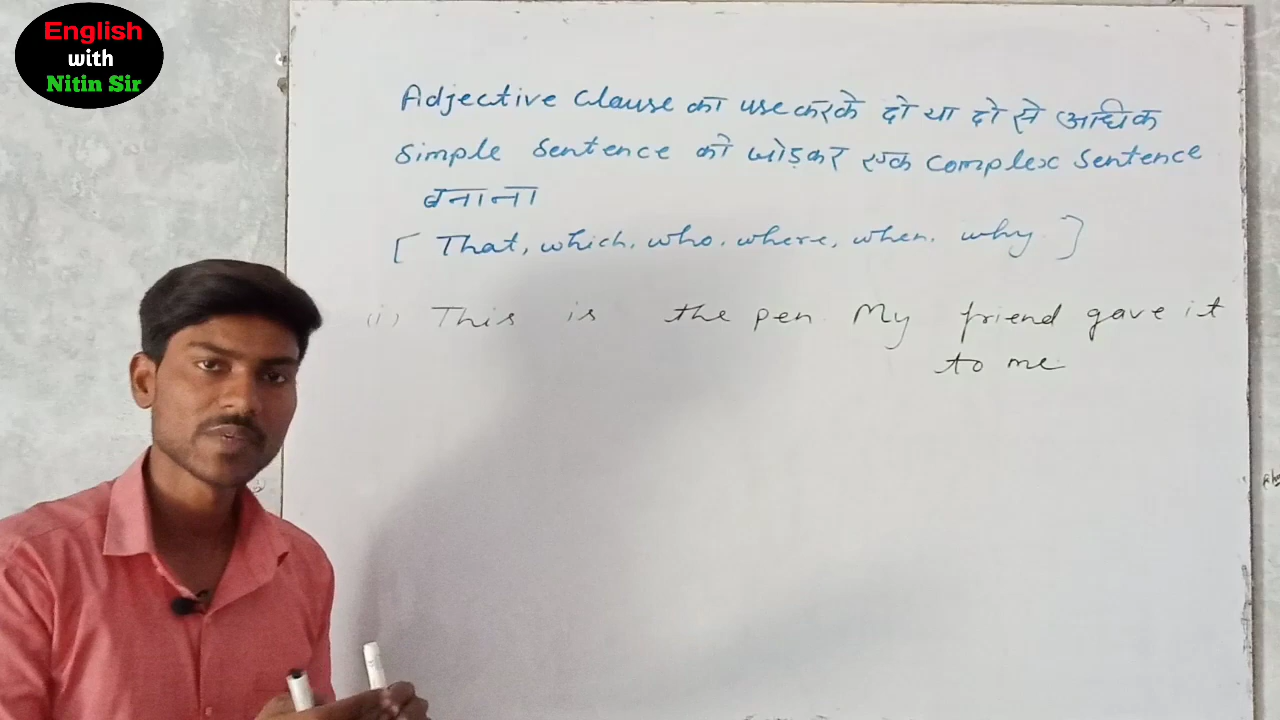 English
with
Nitin Sir
Adjective Clause का use करके दो या दो से अधिक
Simple Sentence को जोड़कर एक Complex Sentence
बनाना
[ That, which, who, where, when, why ]
(i) This is the pen. My friend gave it
to me